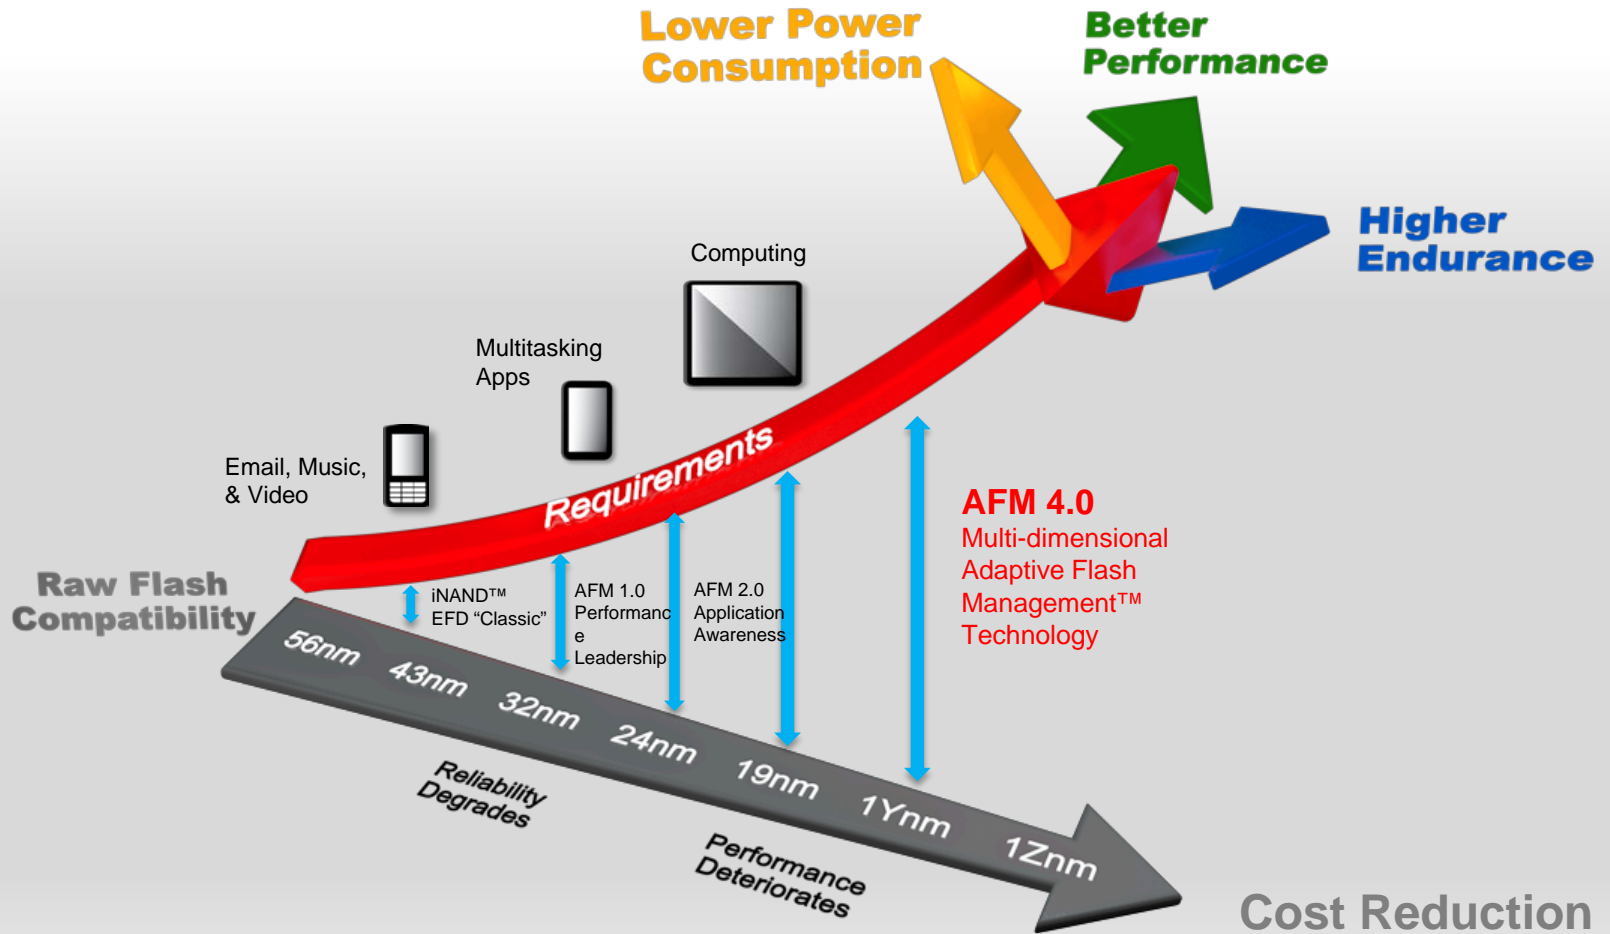 Lower Power
Consumption
Better
Performance
Higher
Endurance
Computing
Multitasking
Apps
Email, Music,
& Video
Requirements
Raw Flash
Compatibility
iNAND™
EFD “Classic”
AFM 1.0
Performanc
e
Leadership
AFM 2.0
Application
Awareness
AFM 4.0
Multi-dimensional
Adaptive Flash
Management™
Technology
56nm
43nm
32nm
24nm
19nm
1Ynm
1Znm
Reliability
Degrades
Performance
Deteriorates
Cost Reduction